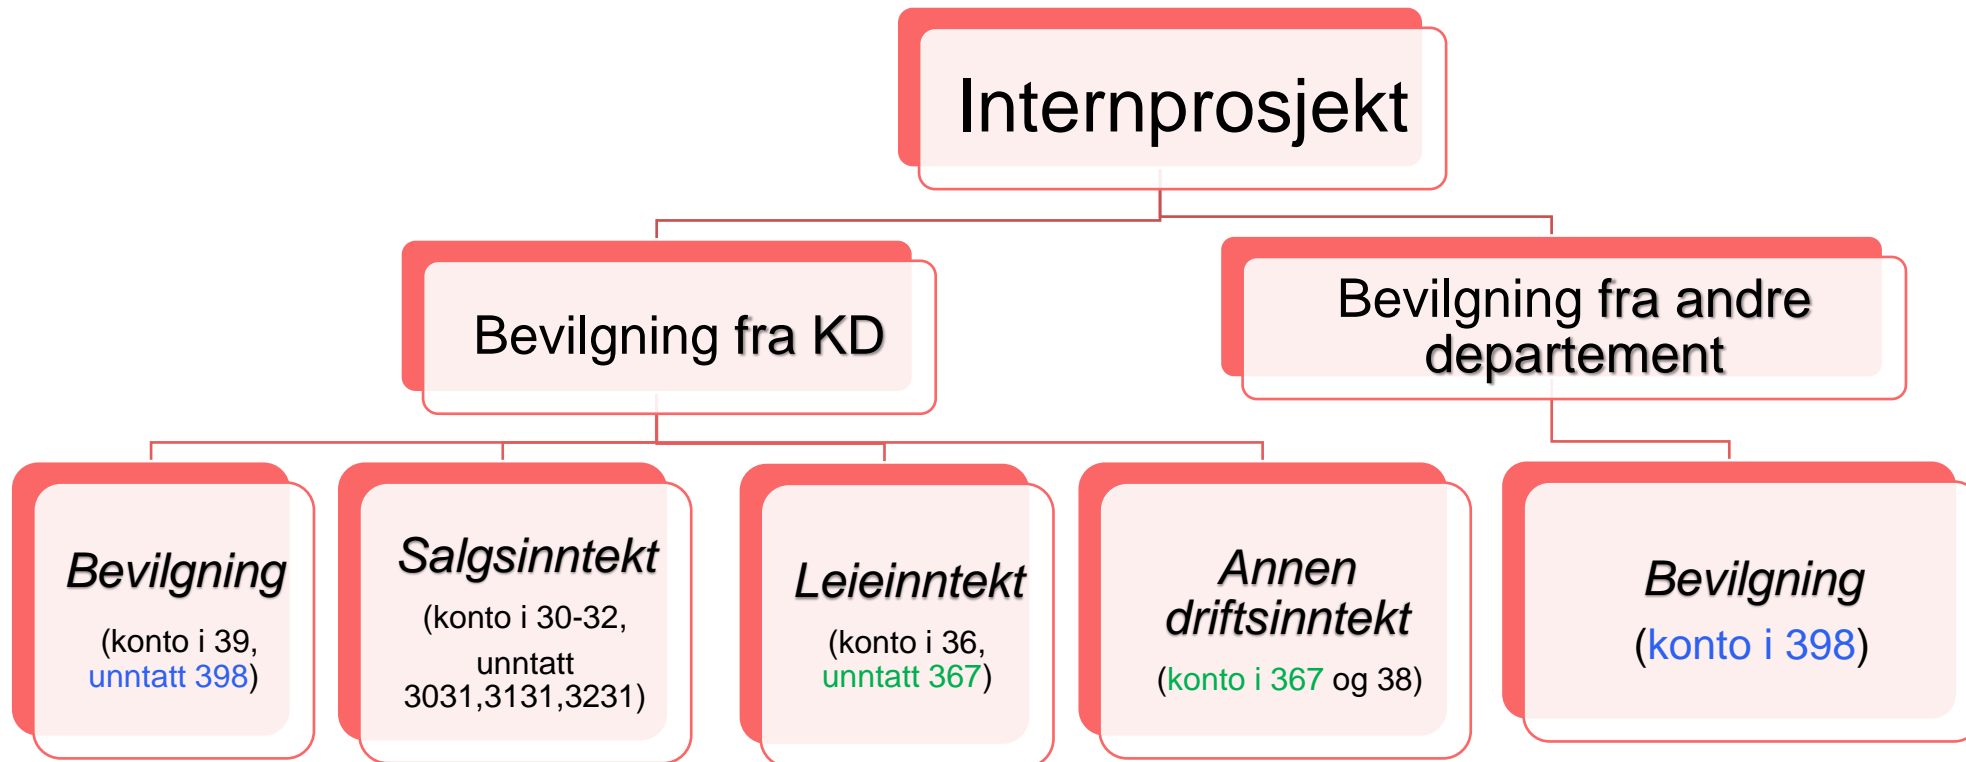 Internprosjekt
Bevilgning fra KD
Bevilgning fra andre
departement
Bevilgning
(konto i 39,
unntatt 398)
Salgsinntekt
(konto i 30-32,
unntatt
3031,3131,3231)
Leieinntekt
(konto i 36,
unntatt 367)
Annen
driftsinntekt
(konto i 367 og 38)
Bevilgning
(konto i 398)